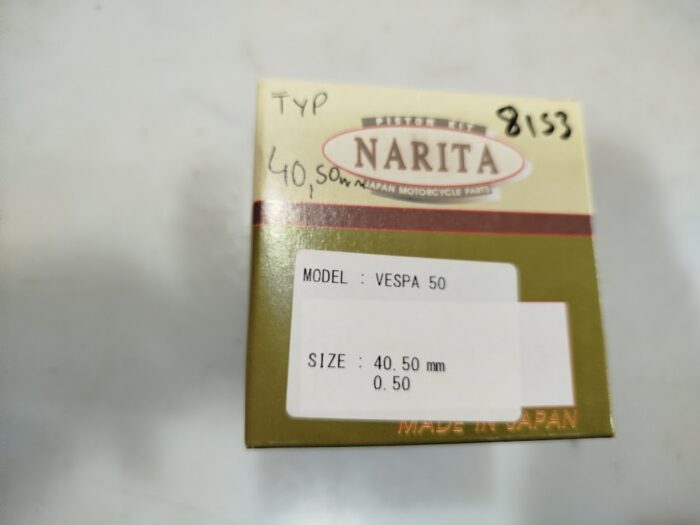 TYP
8153
PISTON KIT
NARITA
JAPAN MOTORCYCLE PARTS
40,50mm
MODEL : VESPA 50
SIZE : 40.50 mm
0.50
MADE IN JAPAN